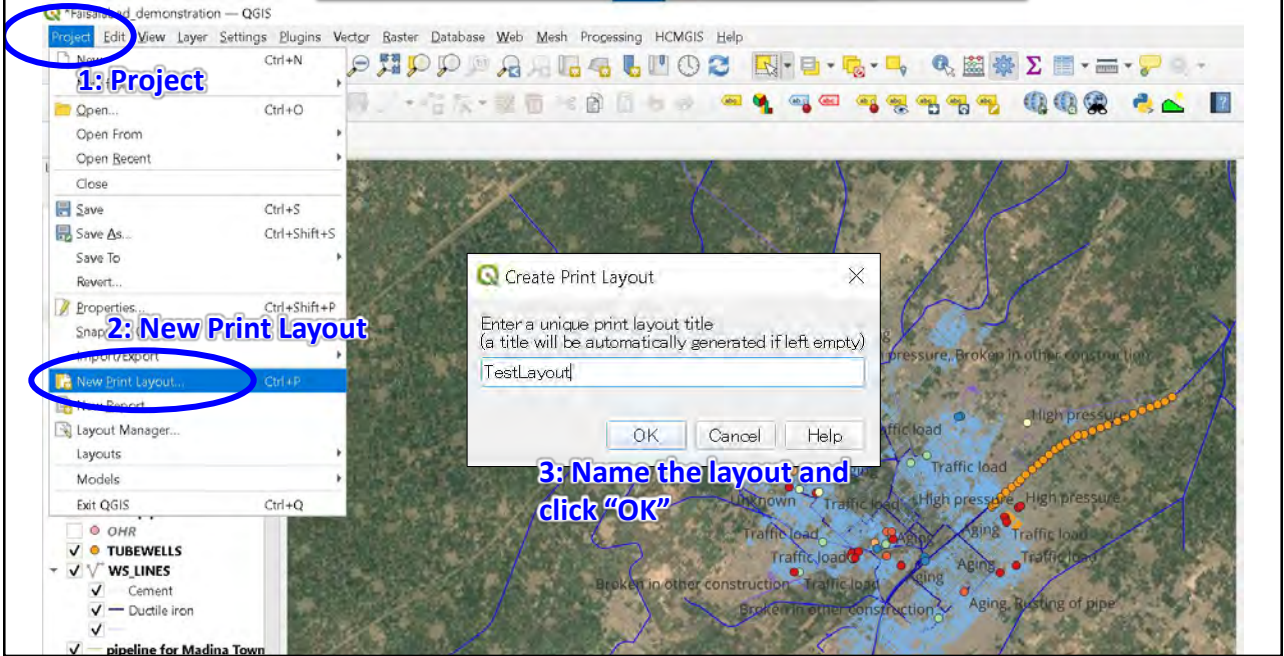 *Faisalabad_demonstration — QGIS
Project Edit View Layer Settings Plugins Vector Raster Database Web Mesh Processing HCMGIS Help
New Ctrl+N
1: Project
Open... Ctrl+O
Open From
Open Recent
Close
Save Ctrl+S
Save As... Ctrl+Shift+S
Save To
Revert...
Properties... Ctrl+Shift+P
2: New Print Layout
Import/Export
New Print Layout... Ctrl+P
New Report...
Layout Manager...
Layouts
Models
Exit QGIS Ctrl+Q
OHR
TUBEWELLS
WS_LINES
Cement
Ductile iron
pipeline for Madina Town
Create Print Layout
Enter a unique print layout title
(a title will be automatically generated if left empty)
TestLayout
OK Cancel Help
3: Name the layout and
click “OK”
pressure, Broken in other construction
High pressure
Traffic load
Traffic load
Unknown Traffic load High pressure High pressure
Traffic load Aging Aging Traffic load
Traffic load Aging Aging Traffic load
Broken in other construction Traffic load
Broken in other construction Aging, Rusting of pipe